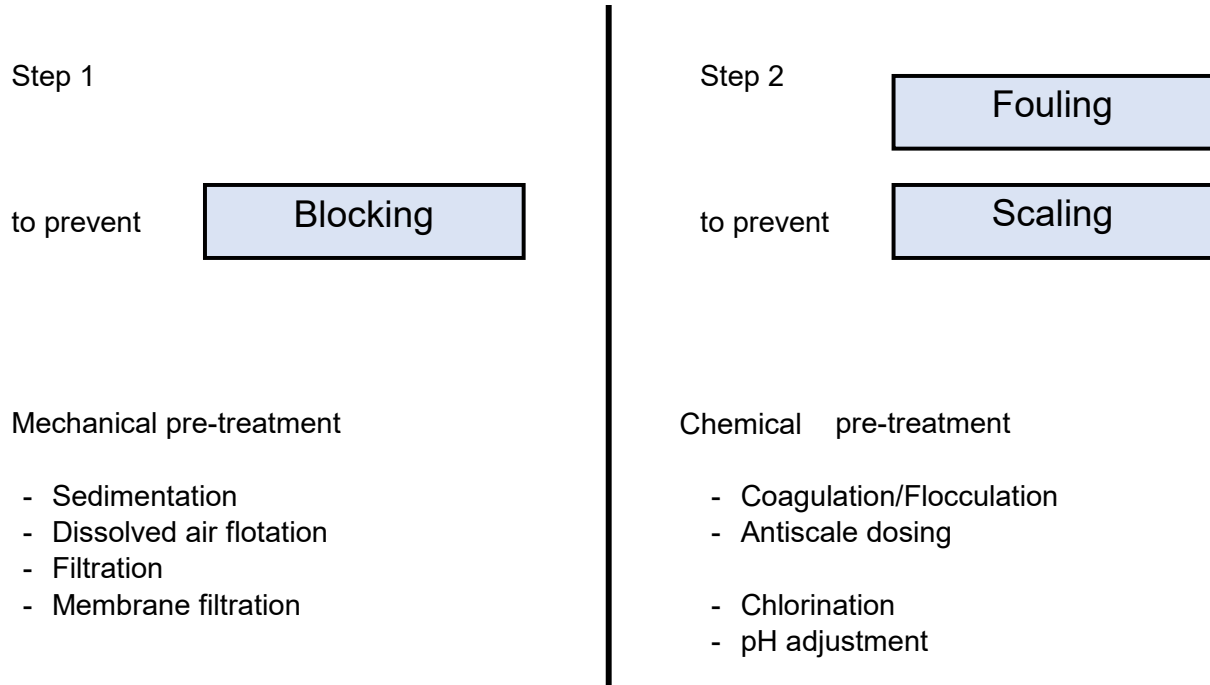 Step 1
to prevent
Blocking
Mechanical pre-treatment
- Sedimentation
- Dissolved air flotation
- Filtration
- Membrane filtration
Step 2
Fouling
to prevent
Scaling
Chemical pre-treatment
- Coagulation/Flocculation
- Antiscale dosing
- Chlorination
- pH adjustment